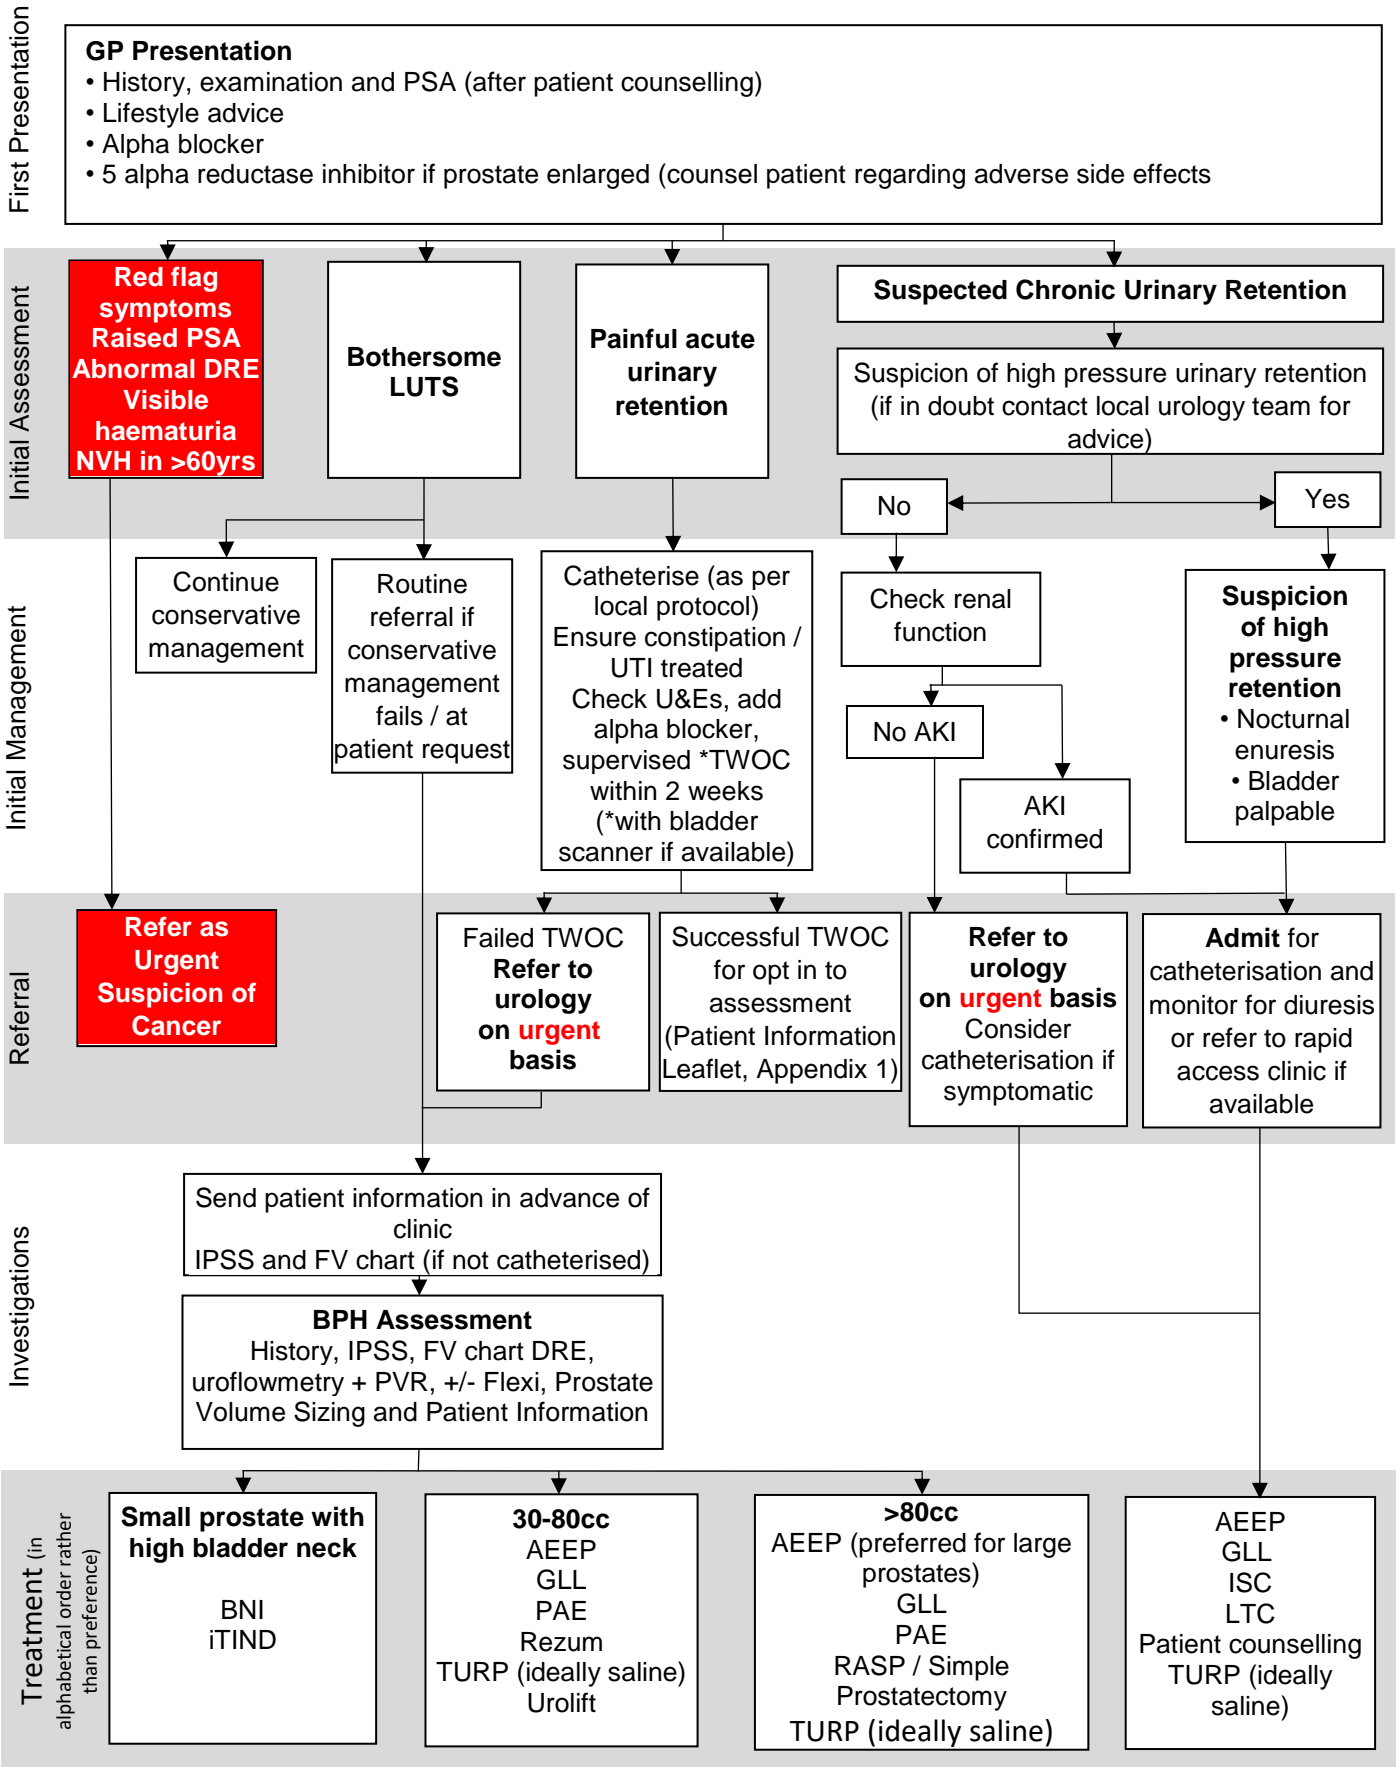 First Presentation
GP Presentation
• History, examination and PSA (after patient counselling)
• Lifestyle advice
• Alpha blocker
• 5 alpha reductase inhibitor if prostate enlarged (counsel patient regarding adverse side effects
Initial Assessment
Red flag
symptoms
Raised PSA
Abnormal DRE
Visible
haematuria
NVH in >60yrs
Bothersome
LUTS
Painful acute
urinary
retention
Suspected Chronic Urinary Retention
Suspicion of high pressure urinary retention
(if in doubt contact local urology team for
advice)
No
Yes
Initial Management
Continue
conservative
management
Routine
referral if
conservative
management
fails / at
patient request
Catheterise (as per
local protocol)
Ensure constipation /
UTI treated
Check U&Es, add
alpha blocker,
supervised *TWOC
within 2 weeks
(*with bladder
scanner if available)
Check renal
function
No AKI
AKI
confirmed
Suspicion
of high
pressure
retention
• Nocturnal
enuresis
• Bladder
palpable
Referral
Refer as
Urgent
Suspicion of
Cancer
Failed TWOC
Refer to
urology
on urgent
basis
Successful TWOC
for opt in to
assessment
(Patient Information
Leaflet, Appendix 1)
Refer to
urology
on urgent basis
Consider
catheterisation if
symptomatic
Admit for
catheterisation and
monitor for diuresis
or refer to rapid
access clinic if
available
Investigations
Send patient information in advance of
clinic
IPSS and FV chart (if not catheterised)
BPH Assessment
History, IPSS, FV chart DRE,
uroflowmetry + PVR, +/- Flexi, Prostate
Volume Sizing and Patient Information
Treatment (in
alphabetical order rather
than preference)
Small prostate with
high bladder neck
BNI
iTIND
30-80cc
AEEP
GLL
PAE
Rezum
TURP (ideally saline)
Urolift
>80cc
AEEP (preferred for large
prostates)
GLL
PAE
RASP / Simple
Prostatectomy
TURP (ideally saline)
AEEP
GLL
ISC
LTC
Patient counselling
TURP (ideally
saline)